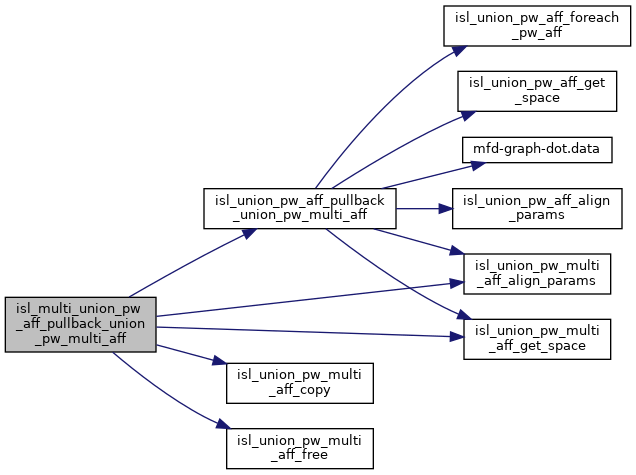 isl_union_pw_aff_foreach
_pw_aff
isl_union_pw_aff_get
_space
mfd-graph-dot.data
isl_union_pw_aff_pullback
_union_pw_multi_aff
isl_union_pw_aff_align
_params
isl_union_pw_multi
_aff_align_params
isl_multi_union_pw
_aff_pullback_union
_pw_multi_aff
isl_union_pw_multi
_aff_get_space
isl_union_pw_multi
_aff_copy
isl_union_pw_multi
_aff_free